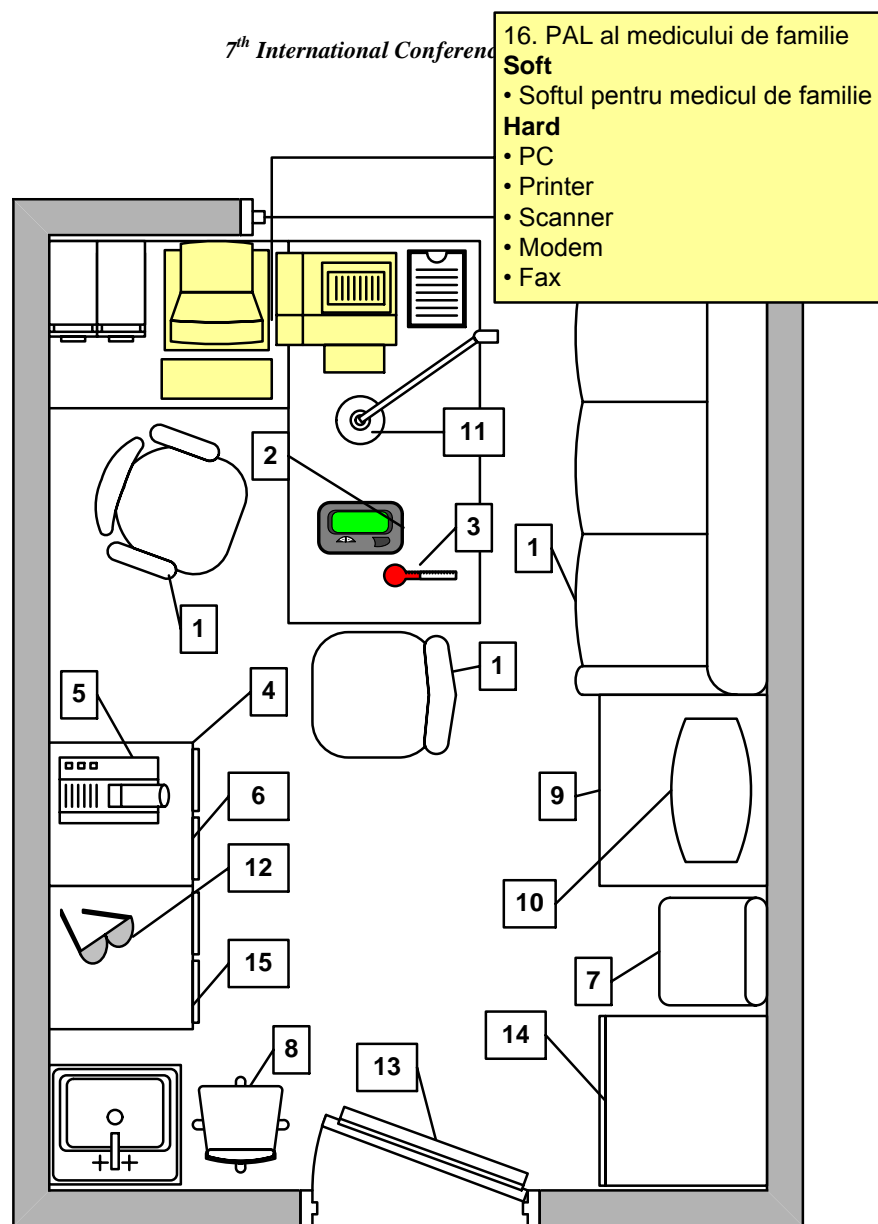 7th International Conferenc
16. PAL al medicului de familie
Soft
• Softul pentru medicul de familie
Hard
• PC
• Printer
• Scanner
• Modem
• Fax
11
2
3
1
1
1
5
4
6
9
12
10
15
7
14
8
13